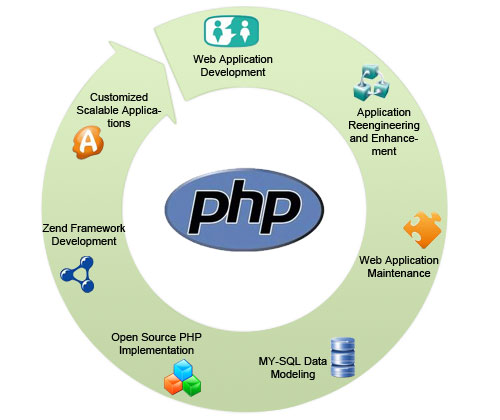 Web Application
Development
Application
Reengineering
and Enhance-
ment
Web Application
Maintenance
MY-SQL Data
Modeling
Open Source PHP
Implementation
Zend Framework
Development
Customized
Scalable Applica-
tions
A
php